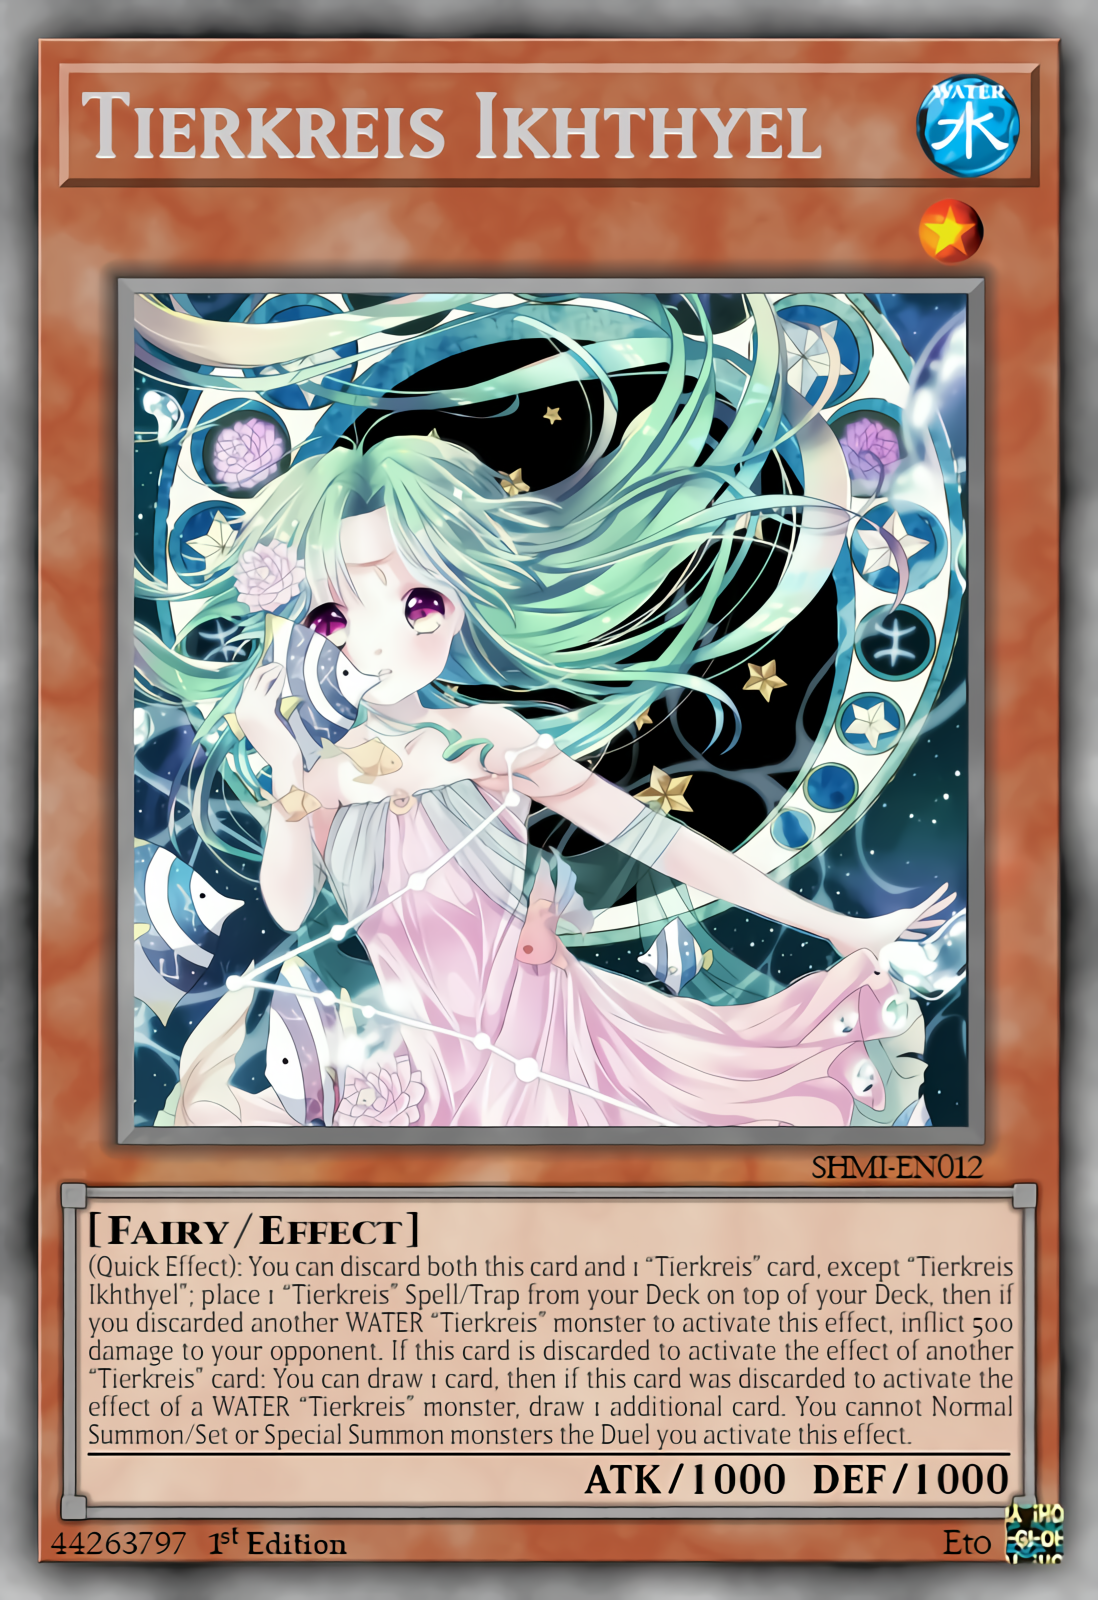 Tierkreis Ikhthyel
WATER
水
SHMI-EN012
[Fairy/Effect]
(Quick Effect): You can discard both this card and 1 “Tierkreis” card, except “Tierkreis
Ikhthyel”; place 1 “Tierkreis” Spell/Trap from your Deck on top of your Deck, then if
you discarded another WATER “Tierkreis” monster to activate this effect, inflict 500
damage to your opponent. If this card is discarded to activate the effect of another
“Tierkreis” card: You can draw 1 card, then if this card was discarded to activate the
effect of a WATER “Tierkreis” monster, draw 1 additional card. You cannot Normal
Summon/Set or Special Summon monsters the Duel you activate this effect.
ATK/1000 DEF/1000
44263797 1st Edition
Eto